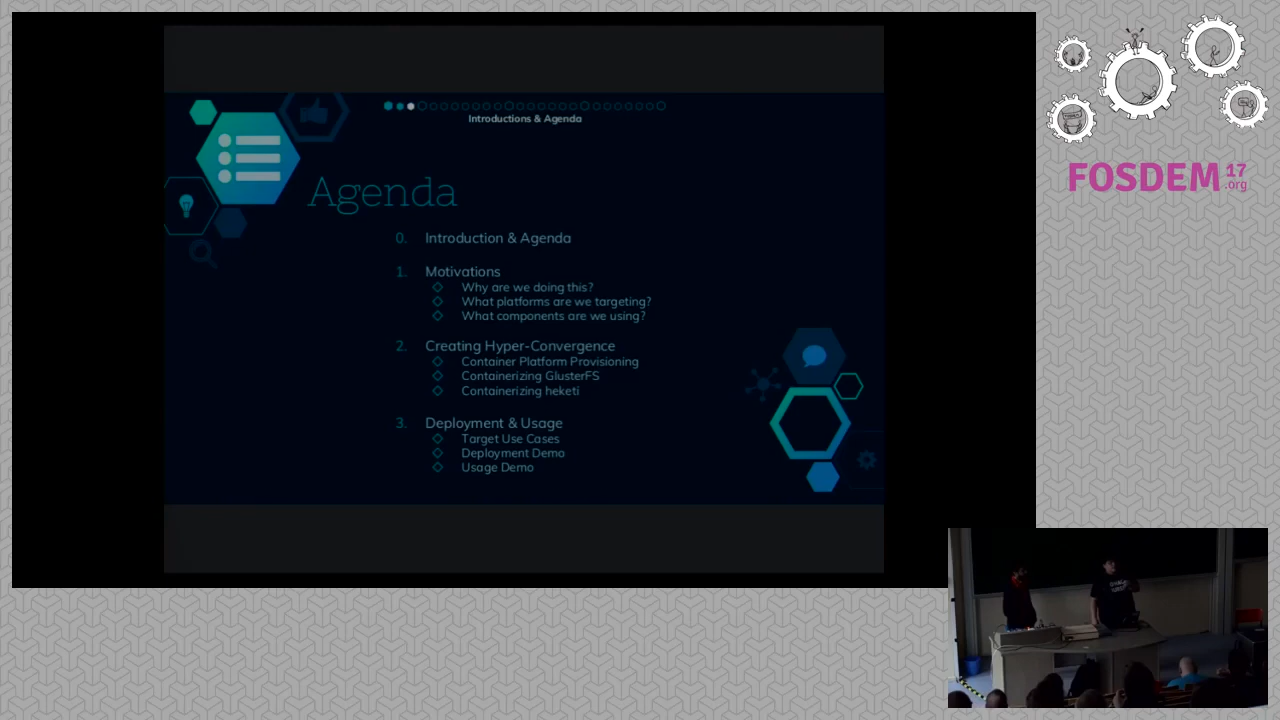 Introductions & Agenda
Agenda
0. Introduction & Agenda
1. Motivations
Why are we doing this?
What platforms are we targeting?
What components are we using?
2. Creating Hyper-Convergence
Container Platform Provisioning
Containerizing GlusterFS
Containerizing heketi
3. Deployment & Usage
Target Use Cases
Deployment Demo
Usage Demo
FOSDEM 17
.org